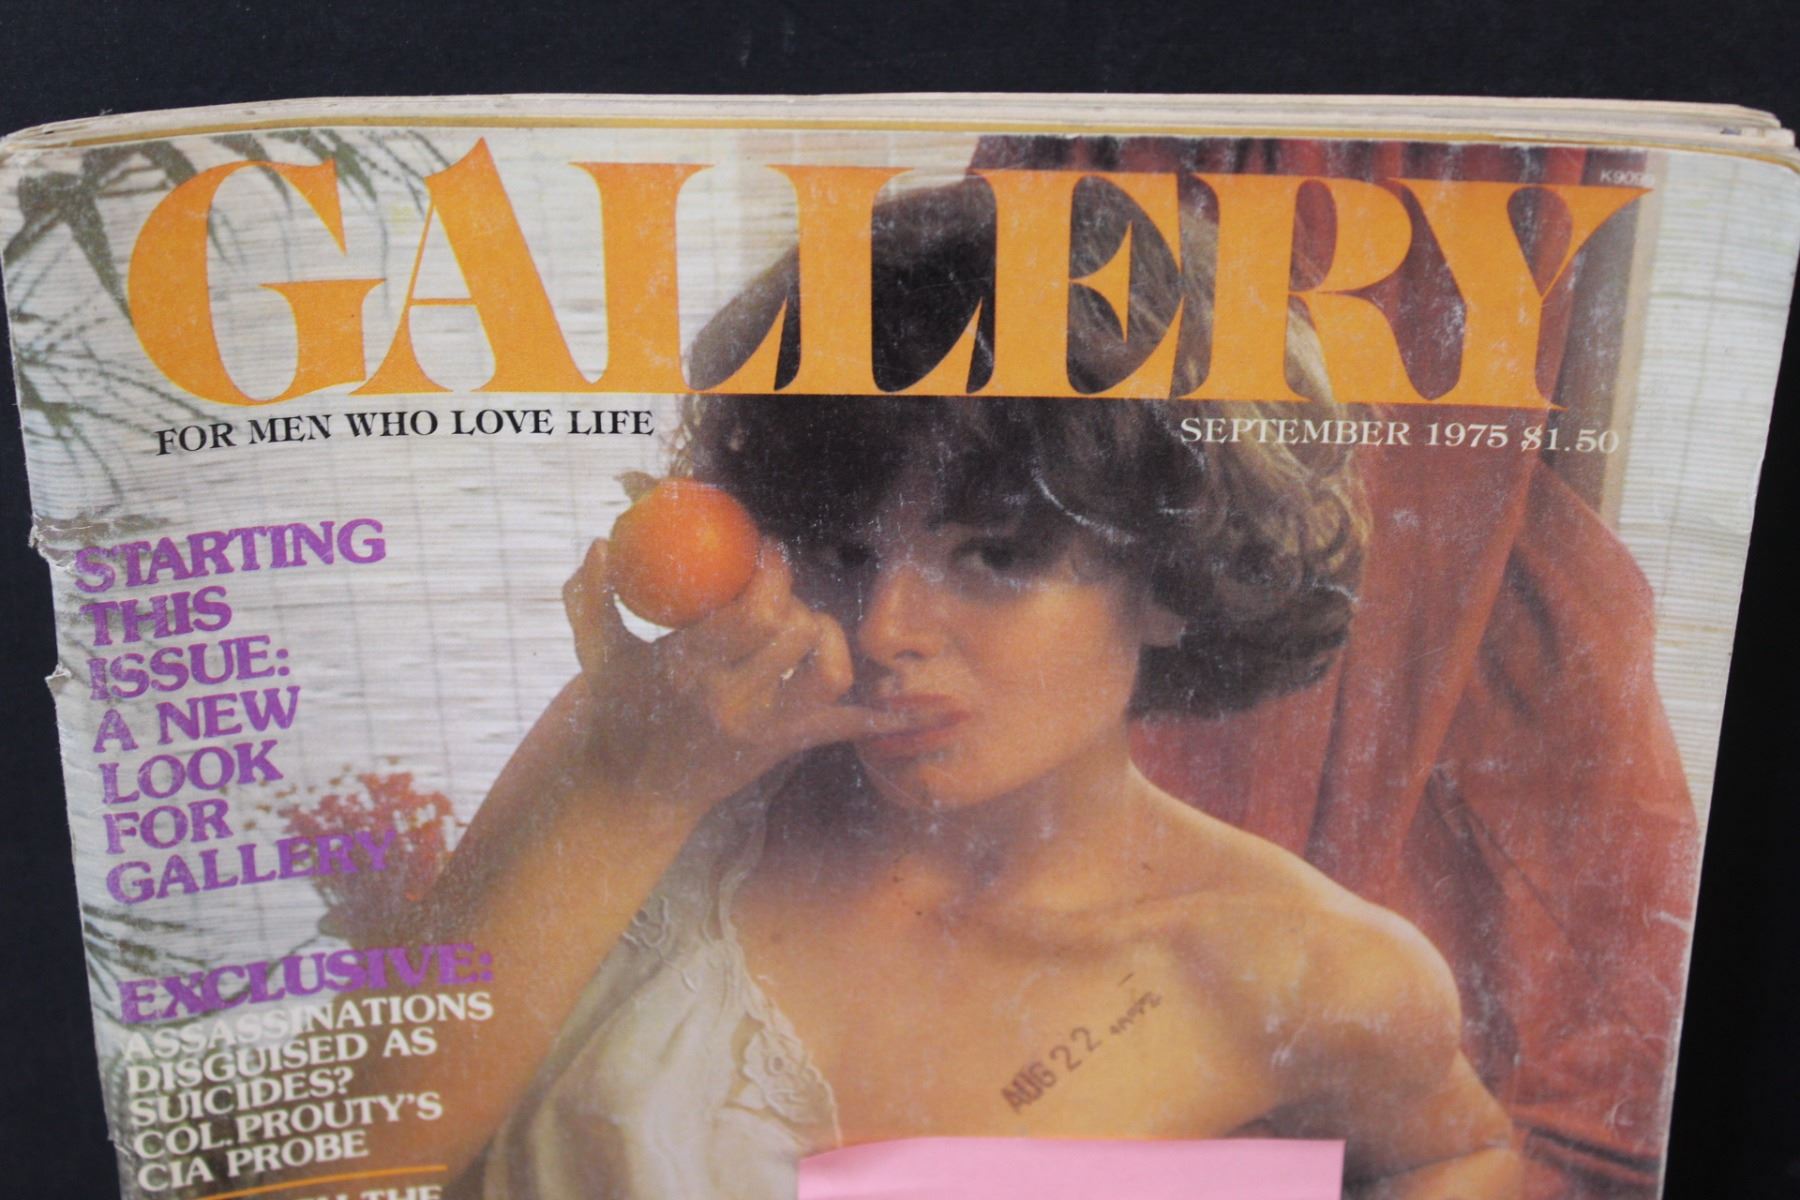 GALLERY
FOR MEN WHO LOVE LIFE
SEPTEMBER 1975 $1.50
STARTING
THIS
ISSUE:
A NEW
LOOK
FOR
GALLERY
EXCLUSIVE:
ASSASSINATIONS
DISGUISED AS
SUICIDES?
COL. PROUTY'S
CIA PROBE
THE
AUG 22